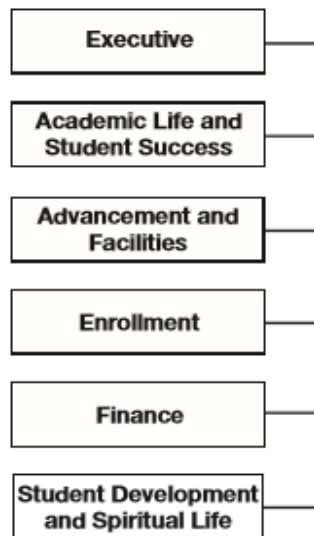 Executive
Academic Life and
Student Success
Advancement and
Facilities
Enrollment
Finance
Student Development
and Spiritual Life